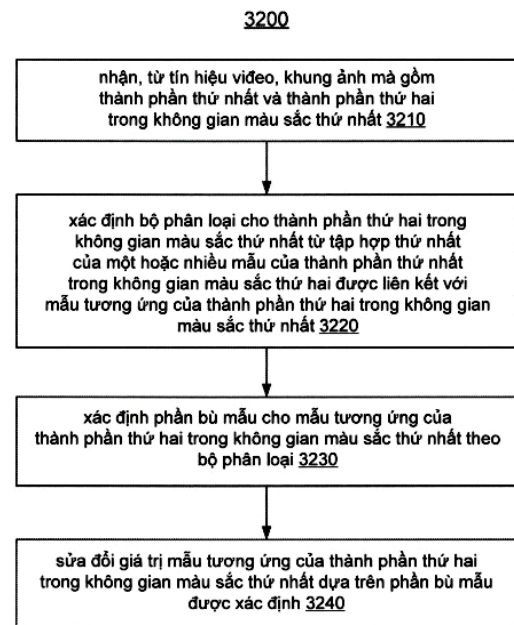 3200
nhận, từ tín hiệu viđeo, khung ảnh mà gồm
thành phần thứ nhất và thành phần thứ hai
trong không gian màu sắc thứ nhất 3210
xác định bộ phân loại cho thành phần thứ hai trong
không gian màu sắc thứ nhất từ tập hợp thứ nhất
của một hoặc nhiều mẫu của thành phần thứ nhất
trong không gian màu sắc thứ hai được liên kết với
mẫu tương ứng của thành phần thứ hai trong không gian
màu sắc thứ nhất 3220
xác định phần bù mẫu cho mẫu tương ứng của
thành phần thứ hai trong không gian màu sắc thứ nhất theo
bộ phân loại 3230
sửa đổi giá trị mẫu tương ứng của thành phần thứ hai
trong không gian màu sắc thứ nhất dựa trên phần bù mẫu
được xác định 3240